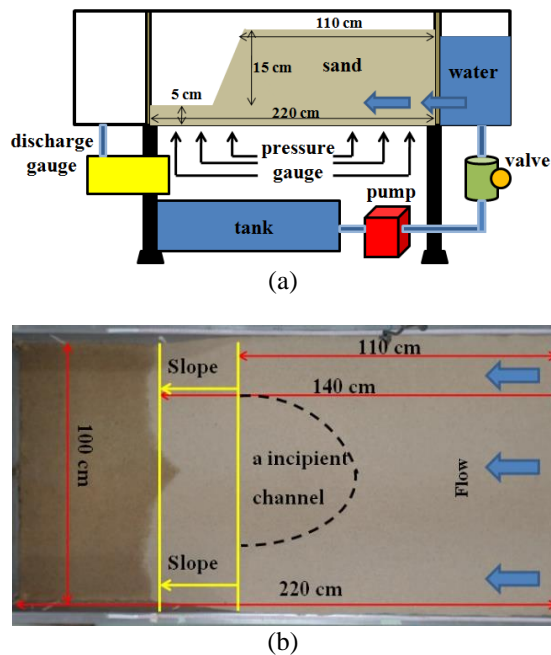 110 cm
15 cm
sand
water
5 cm
220 cm
discharge
gauge
pressure
gauge
valve
pump
tank
(a)
110 cm
Slope
140 cm
100 cm
a incipient
channel
Flow
Slope
220 cm
(b)